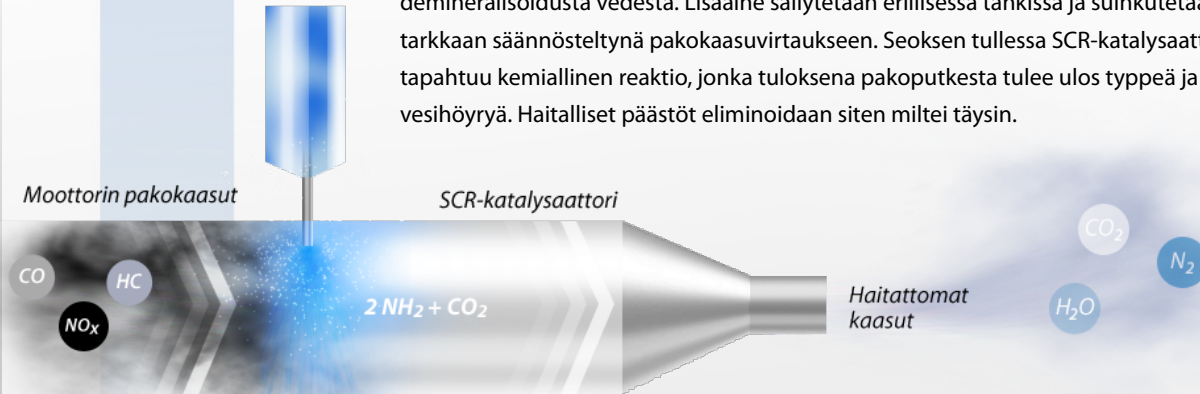 demineralisoidusta vedestä. Lisäaine säilytetään erillisessä tankissa ja suihkutetaa
tarkkaan säännösteltynä pakokaasuvirtaukseen. Seoksen tullessa SCR-katalysaatt
tapahtuu kemiallinen reaktio, jonka tuloksena pakoputkesta tulee ulos typpeä ja
vesihöyryä. Haitalliset päästöt eliminoidaan siten miltei täysin.
Moottorin pakokaasut
SCR-katalysaattori
CO
HC
NOx
2 NH₂ + CO₂
Haitattomat
kaasut
CO₂
N₂
H₂O